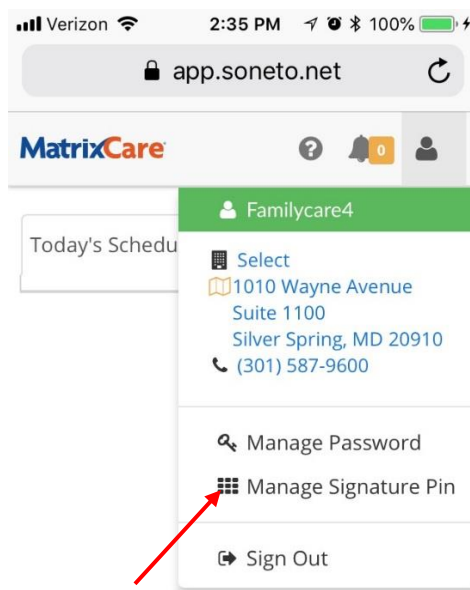 Verizon 2:35 PM 100%
app.soneto.net
MatrixCare 0
Familycare4
Today's Schedu
Select
1010 Wayne Avenue
Suite 1100
Silver Spring, MD 20910
(301) 587-9600
Manage Password
Manage Signature Pin
Sign Out